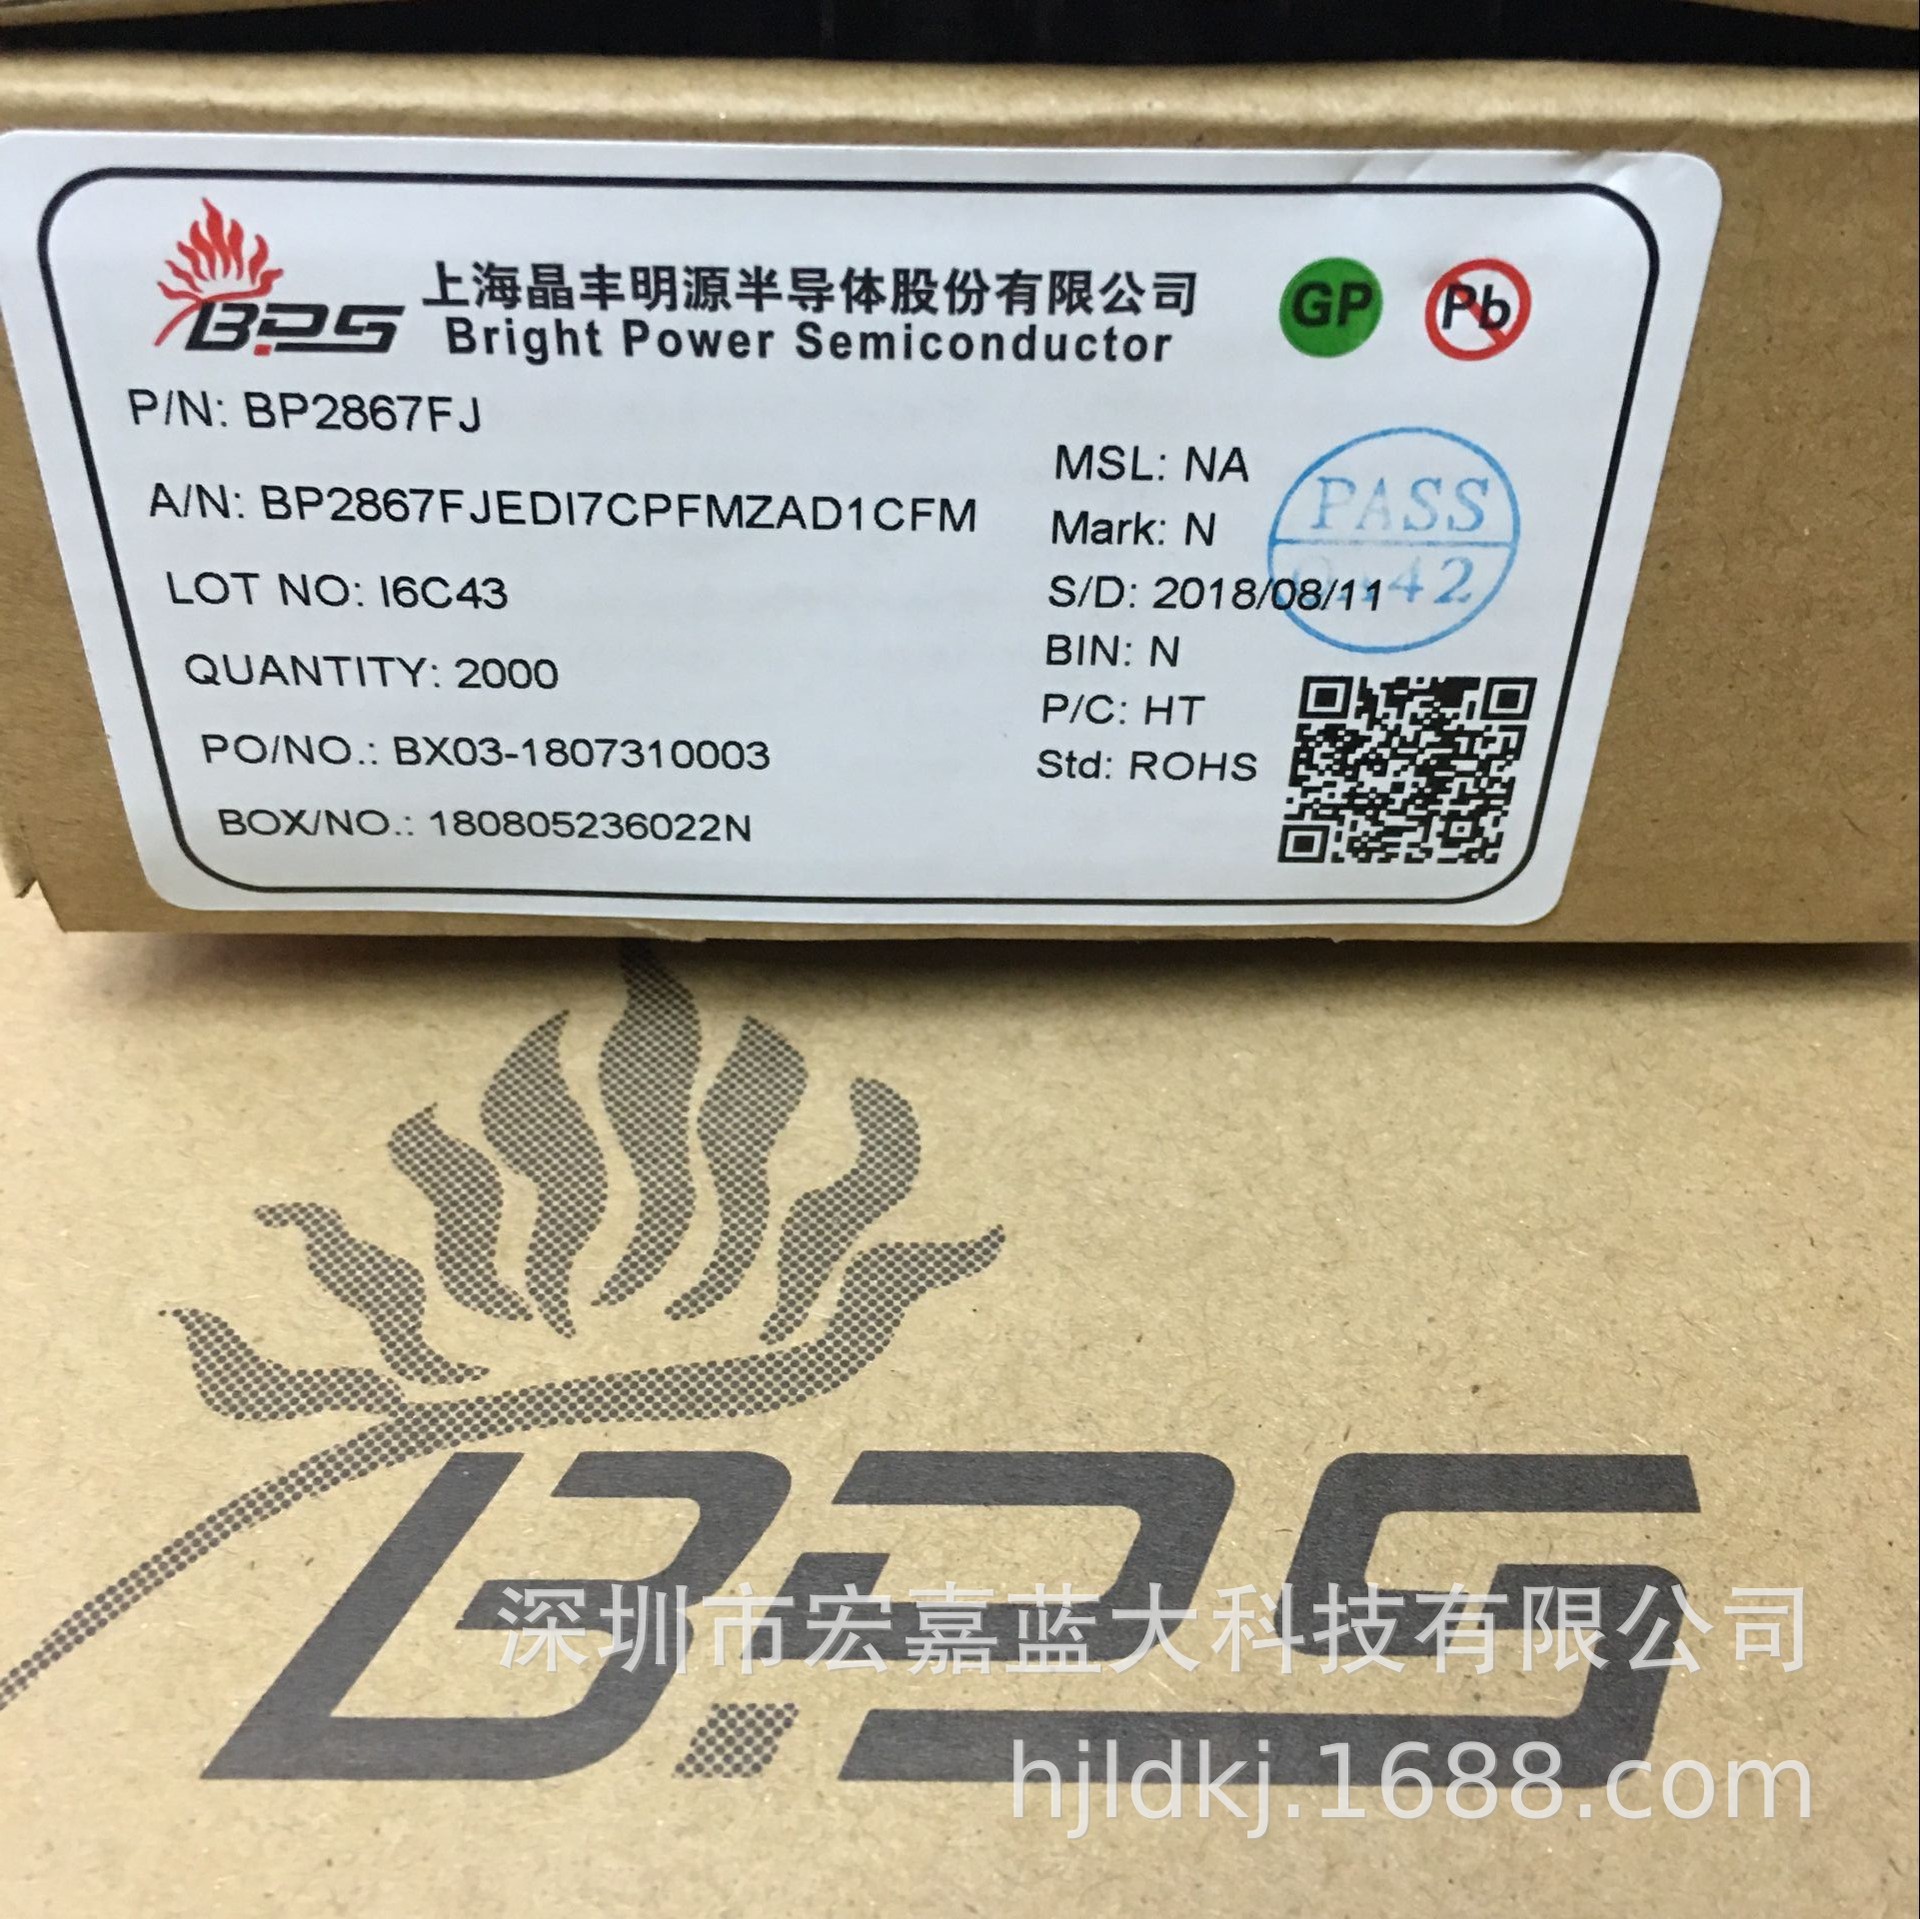 BPS
上海晶丰明源半导体股份有限公司
Bright Power Semiconductor
GP
Pb
P/N: BP2867FJ
A/N: BP2867FJEDI7CPFMZAD1CFM
LOT NO: I6C43
QUANTITY: 2000
PO/NO.: BX03-1807310003
BOX/NO.: 180805236022N
MSL: NA
Mark: N
S/D: 2018/08/11
BIN: N
P/C: HT
Std: ROHS
PASS
BPS
深圳市宏嘉蓝大科技有限公司
hjldkj.1688.com